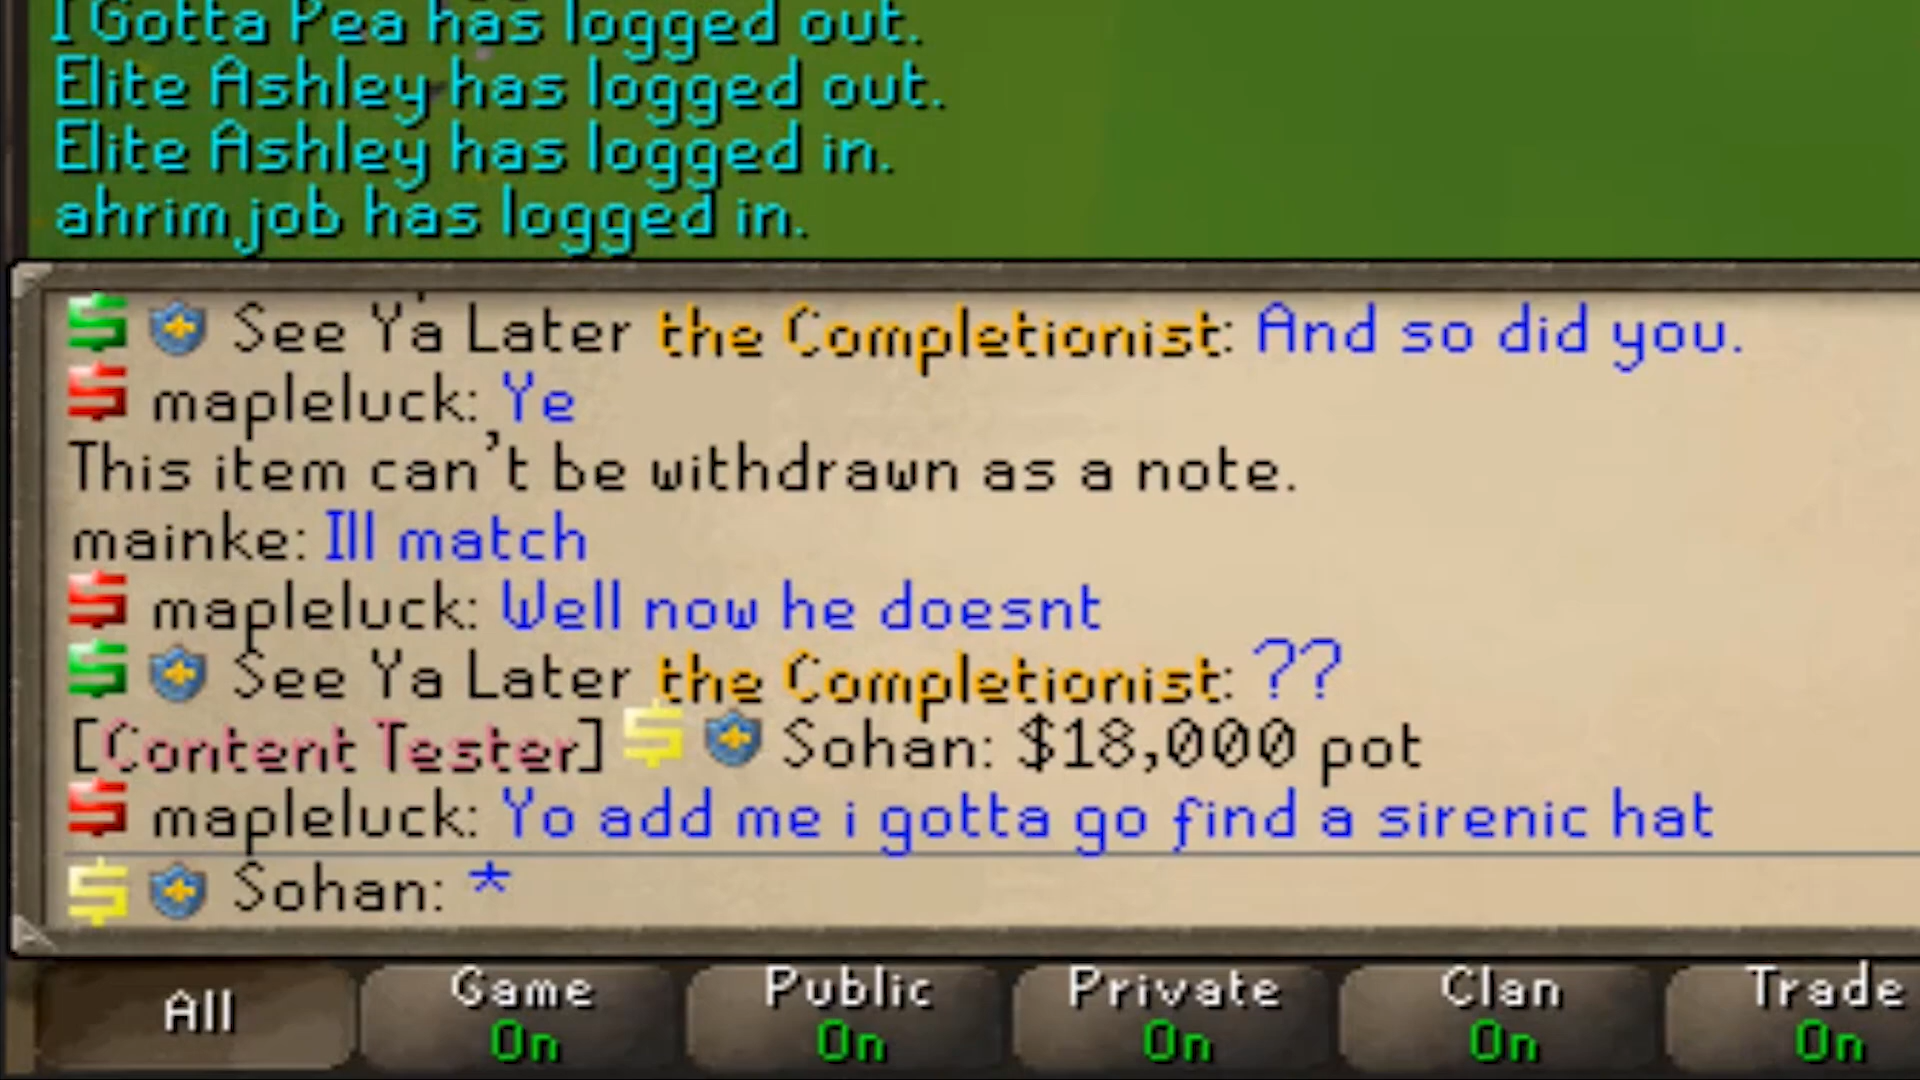 I Gotta Pea has logged out.
Elite Ashley has logged out.
Elite Ashley has logged in.
ahrim job has logged in.
See Ya Later the Completionist: And so did you.
mapleluck: Ye
This item can't be withdrawn as a note.
mainke: Ill match
mapleluck: Well now he doesnt
See Ya Later the Completionist: ??
[Content Tester] Sohan: $18,000 pot
mapleluck: Yo add me i gotta go find a sirenic hat
Sohan: *
All
Game On
Public On
Private On
Clan On
Trade On